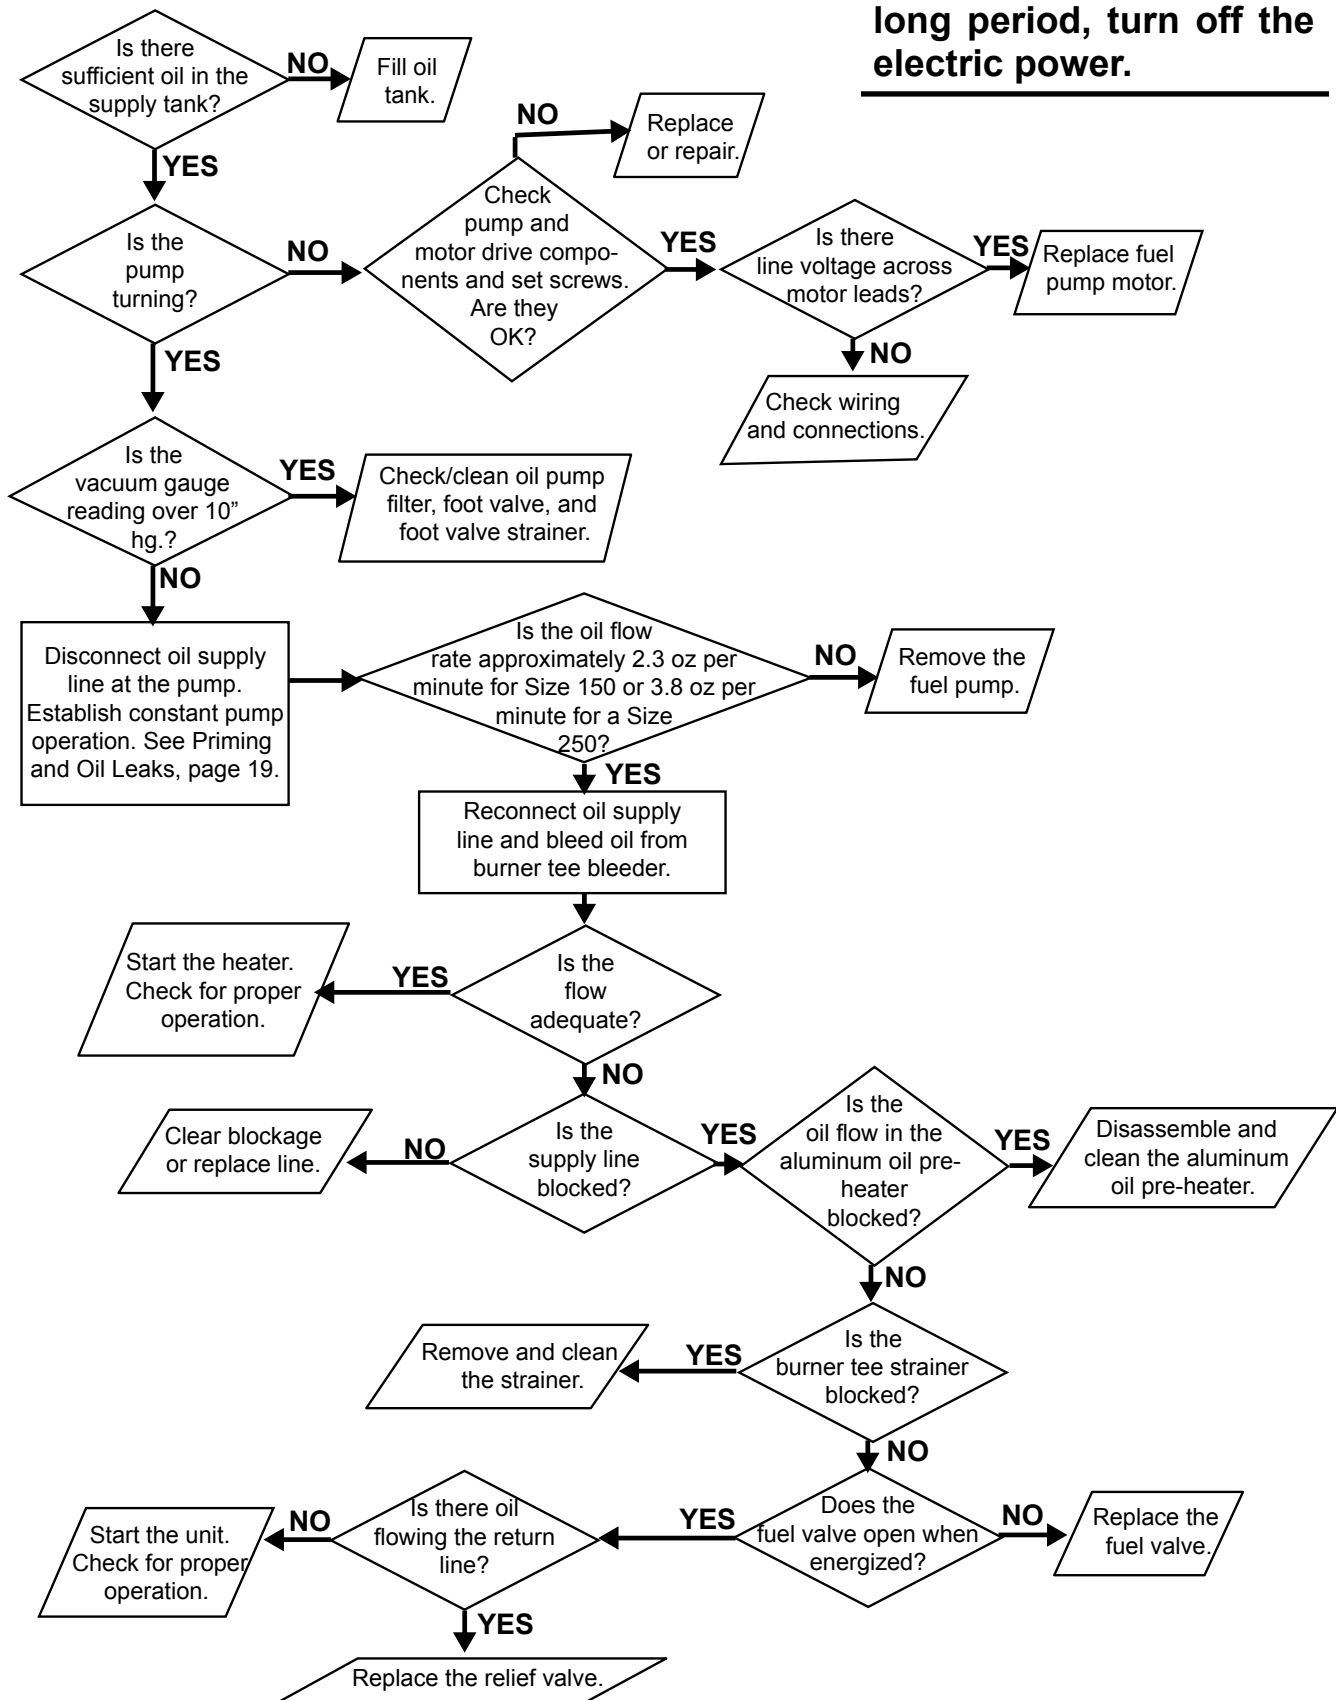 long period, turn off the
electric power.
Is there
sufficient oil in the
supply tank?
NO
Fill oil
tank.
YES
Is the
pump
turning?
NO
Check
pump and
motor drive compo-
nents and set screws.
Are they
OK?
NO
Replace
or repair.
YES
Is there
line voltage across
motor leads?
YES
Replace fuel
pump motor.
NO
Check wiring
and connections.
YES
Is the
vacuum gauge
reading over 10”
hg.?
YES
Check/clean oil pump
filter, foot valve, and
foot valve strainer.
NO
Disconnect oil supply
line at the pump.
Establish constant pump
operation. See Priming
and Oil Leaks, page 19.
Is the oil flow
rate approximately 2.3 oz per
minute for Size 150 or 3.8 oz per
minute for a Size
250?
NO
Remove the
fuel pump.
YES
Reconnect oil supply
line and bleed oil from
burner tee bleeder.
Is the
flow
adequate?
YES
Start the heater.
Check for proper
operation.
NO
Is the
supply line
blocked?
NO
Clear blockage
or replace line.
YES
Is the
oil flow in the
aluminum oil pre-
heater
blocked?
YES
Disassemble and
clean the aluminum
oil pre-heater.
NO
Is the
burner tee strainer
blocked?
YES
Remove and clean
the strainer.
NO
Does the
fuel valve open when
energized?
NO
Replace the
fuel valve.
YES
Is there oil
flowing the return
line?
NO
Start the unit.
Check for proper
operation.
YES
Replace the relief valve.